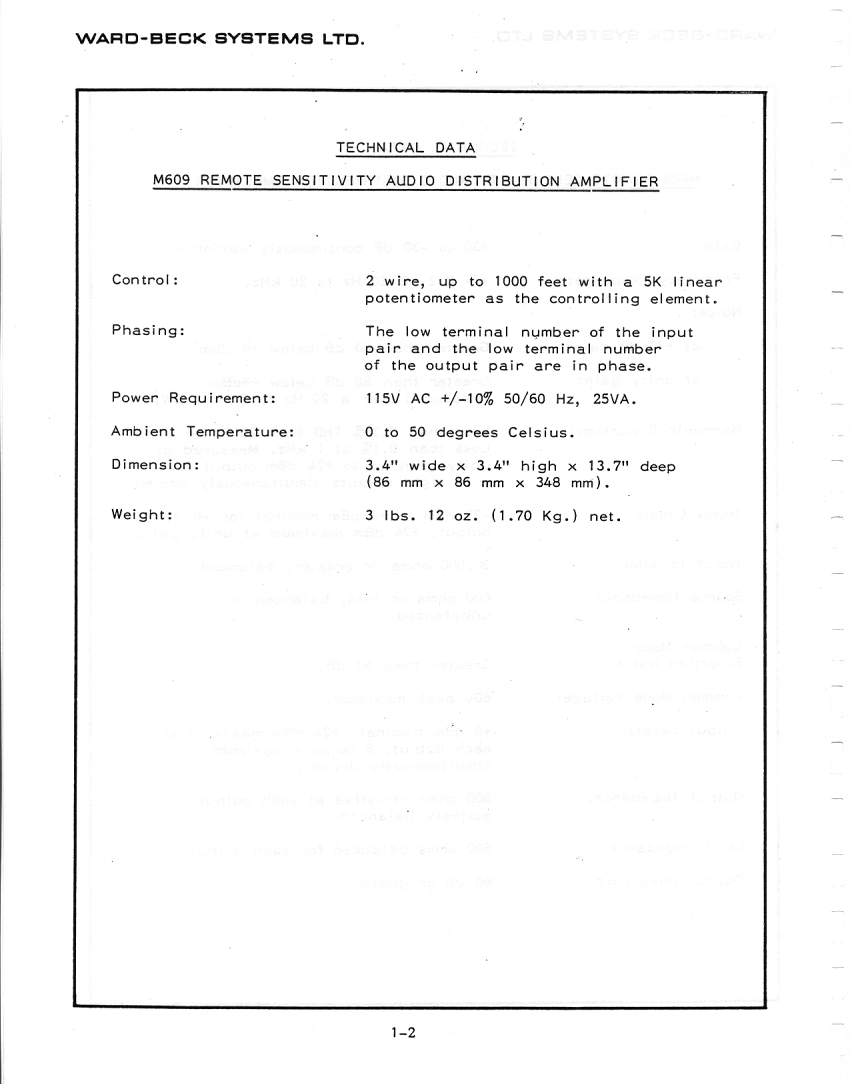 WARD-BECK SYSTEMS LTD.
TECHNICAL DATA
M609 REMOTE SENSITIVITY AUDIO DISTRIBUTION AMPLIFIER
Control: 2 wire, up to 1000 feet with a 5K linear
potentiometer as the controlling element.
Phasing: The low terminal number of the input
pair and the low terminal number
of the output pair are in phase.
Power Requirement: 115V AC +/-10% 50/60 Hz, 25VA.
Ambient Temperature: 0 to 50 degrees Celsius.
Dimension: 3.4" wide x 3.4" high x 13.7" deep
(86 mm x 86 mm x 348 mm).
Weight: 3 lbs. 12 oz. (1.70 Kg.) net.
1-2